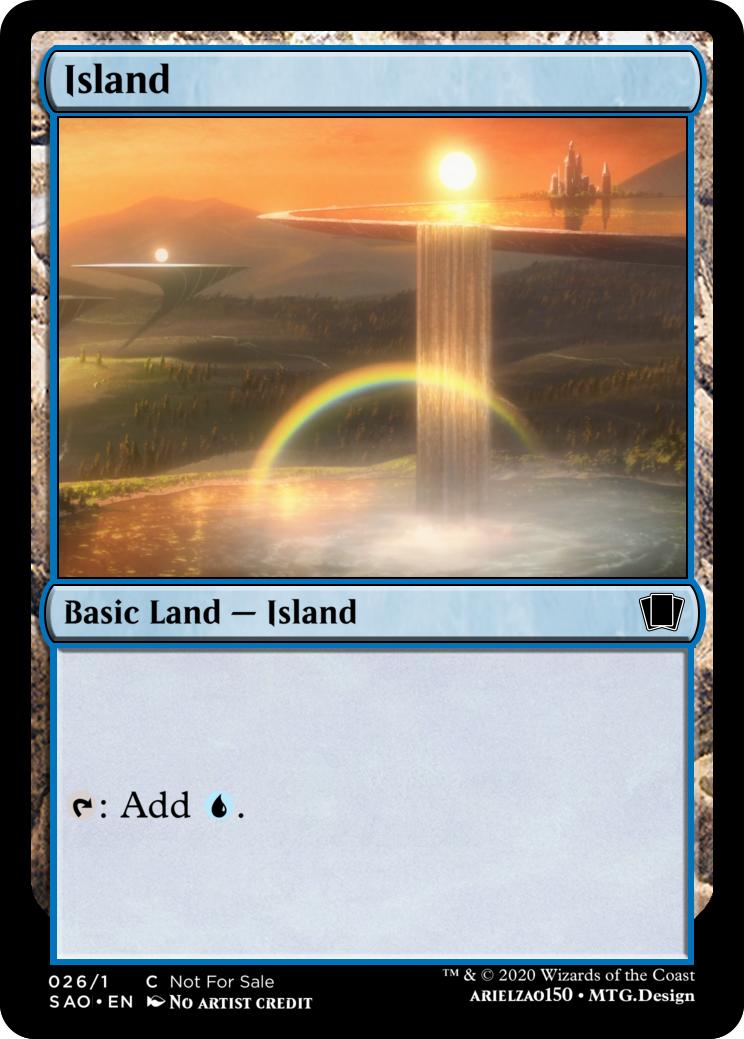 Island
Basic Land — Island
: Add .
026/1 C Not For Sale
SAO • EN No artist credit
™ & © 2020 Wizards of the Coast
arielzao150 • MTG.Design